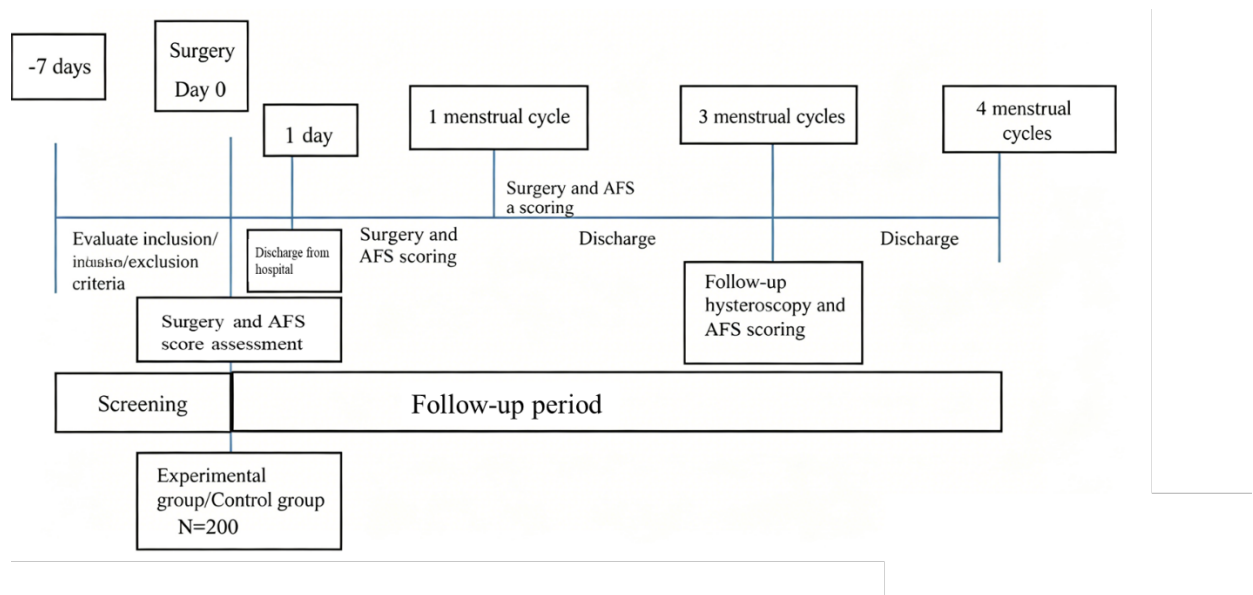 -7 days
Surgery
Day 0
1 day
1 menstrual cycle
3 menstrual cycles
4 menstrual
cycles
Surgery and AFS
a scoring
Evaluate inclusion/
/exclusion
criteria
Discharge from
hospital
Surgery and
AFS scoring
Discharge
Discharge
Follow-up
hysteroscopy and
AFS scoring
Surgery and AFS
score assessment
Screening
Follow-up period
Experimental
group/Control group
N=200